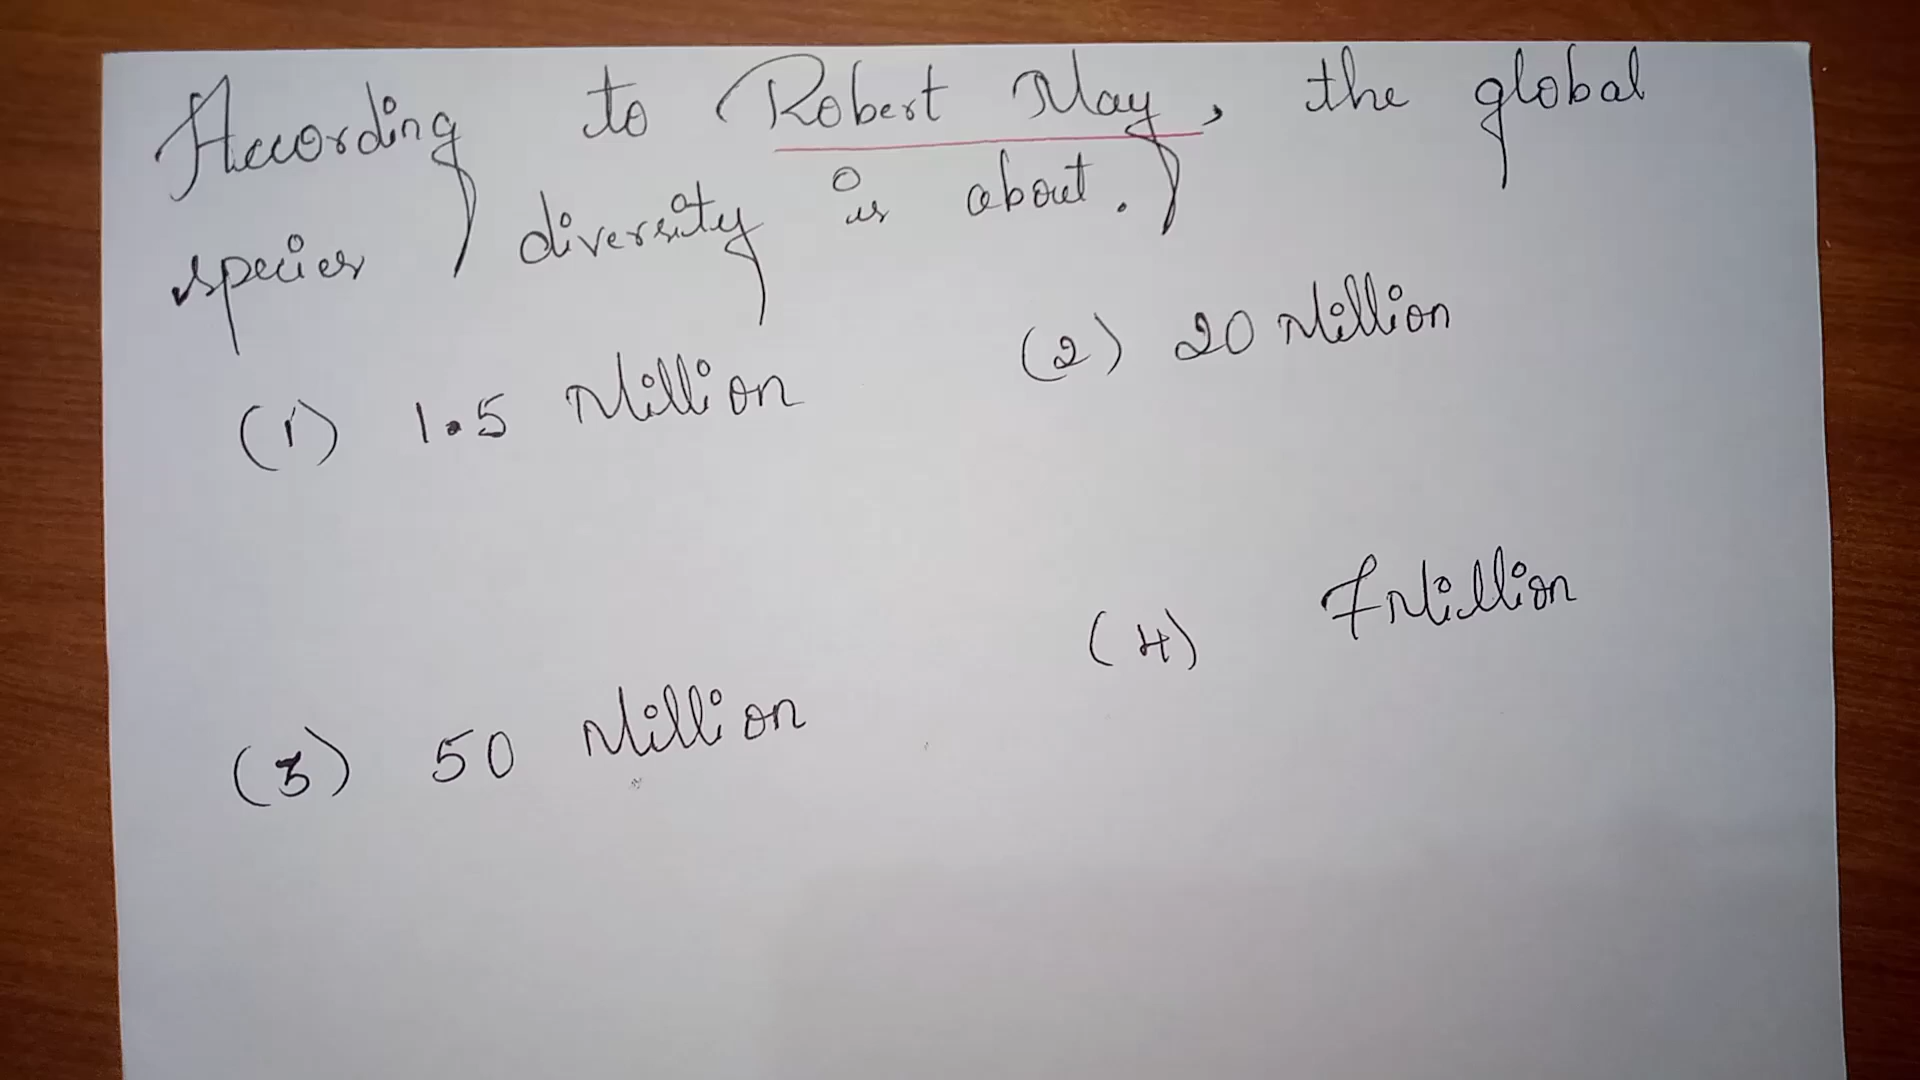 According to Robert May, the global
species diversity is about.
(1) 1.5 Million
(2) 20 Million
(3) 50 Million
(4) 7 Million